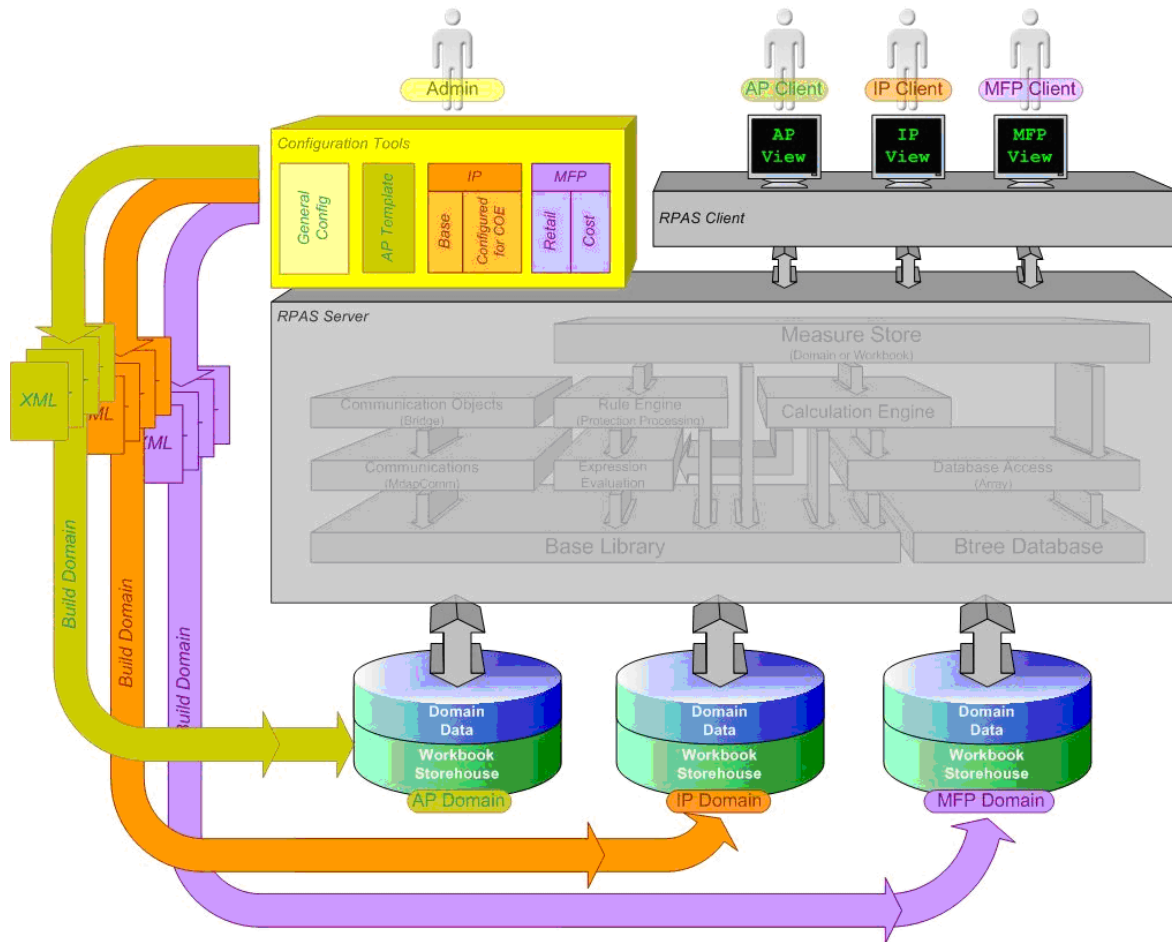 Admin
AP Client
IP Client
MFP Client
AP
View
IP
View
MFP
View
Configuration Tools
General
Config
AP Template
IP
Base
Configured
for COE
MFP
Retail
Cost
RPAS Client
RPAS Server
Measure Store
(Domain or Workbook)
Communication Objects
(Bridge)
Rule Engine
(Protection Processing)
Calculation Engine
Communications
(MdapComm)
Expression
Evaluation
Database Access
(Array)
Base Library
Btree Database
XML
ML
XML
Build Domain
Build Domain
Build Domain
Domain
Data
Workbook
Storehouse
AP Domain
Domain
Data
Workbook
Storehouse
IP Domain
Domain
Data
Workbook
Storehouse
MFP Domain